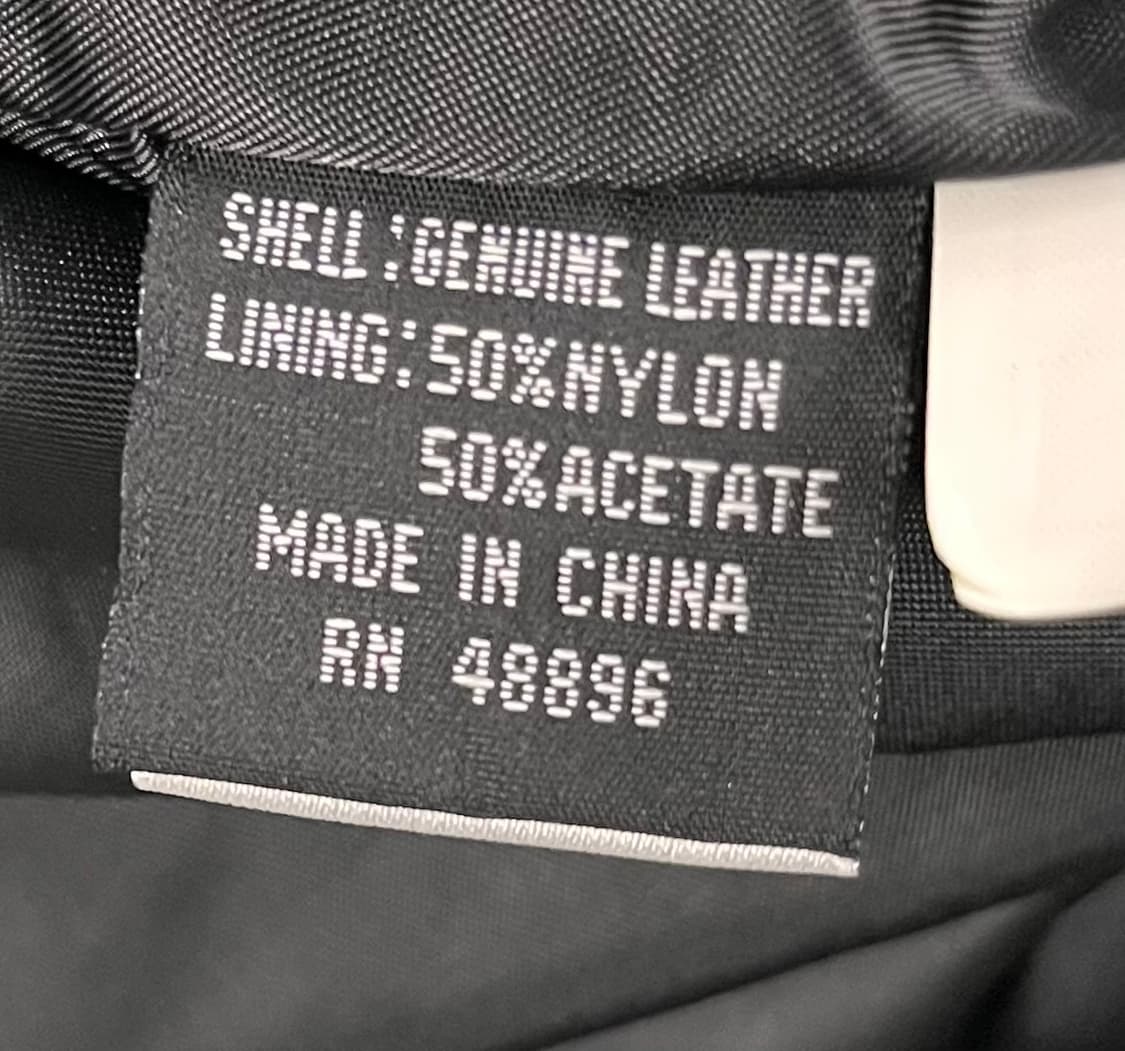 SHELL:GENUINE LEATHER
LINING:50%NYLON
50%ACETATE
MADE IN CHINA
RN 48896